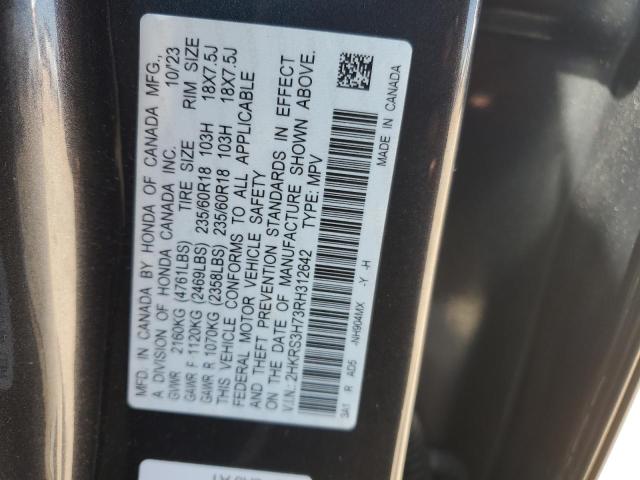 MFD. IN CANADA BY HONDA OF CANADA MFG.,
A DIVISION OF HONDA CANADA INC. 10/23
GVWR 2160KG (4761LBS) TIRE SIZE RIM SIZE
GAWR F 1120KG (2469LBS) 235/60R18 103H 18X7.5J
GAWR R 1070KG (2358LBS) 235/60R18 103H 18X7.5J
THIS VEHICLE CONFORMS TO ALL APPLICABLE
FEDERAL MOTOR VEHICLE SAFETY
AND THEFT PREVENTION STANDARDS IN EFFECT
ON THE DATE OF MANUFACTURE SHOWN ABOVE.
V.I.N.: 2HKRS3H73RH312642 TYPE: MPV
3A1 R AD5 -NH904MX -Y -H
MADE IN CANADA